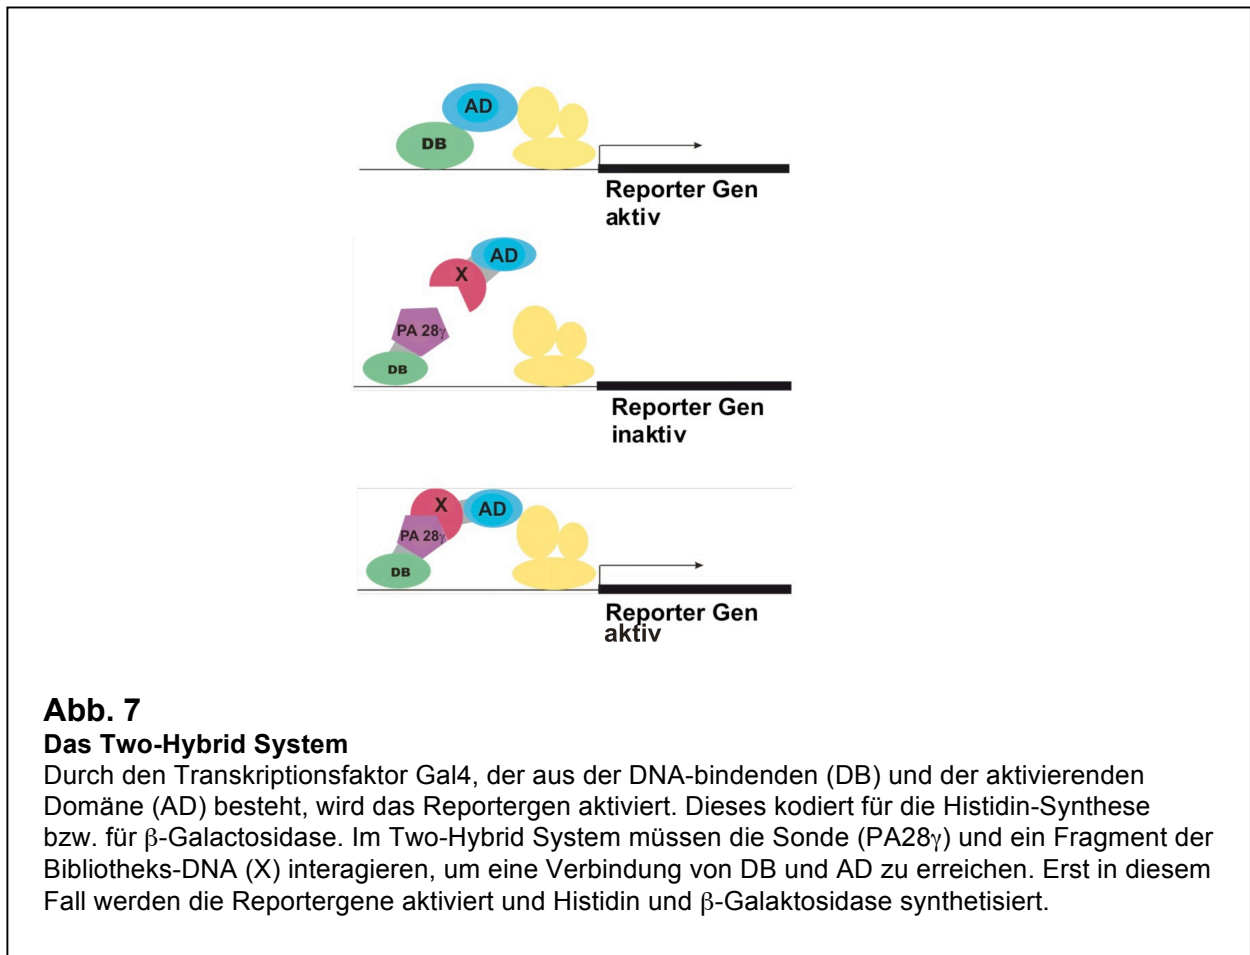 AD
DB
Reporter Gen
aktiv
AD
X
PA 28γ
DB
Reporter Gen
inaktiv
X
AD
PA 28γ
DB
Reporter Gen
aktiv
Abb. 7
Das Two-Hybrid System
Durch den Transkriptionsfaktor Gal4, der aus der DNA-bindenden (DB) und der aktivierenden
Domäne (AD) besteht, wird das Reportergen aktiviert. Dieses kodiert für die Histidin-Synthese
bzw. für β-Galactosidase. Im Two-Hybrid System müssen die Sonde (PA28γ) und ein Fragment der
Bibliotheks-DNA (X) interagieren, um eine Verbindung von DB und AD zu erreichen. Erst in diesem
Fall werden die Reportergene aktiviert und Histidin und β-Galaktosidase synthetisiert.